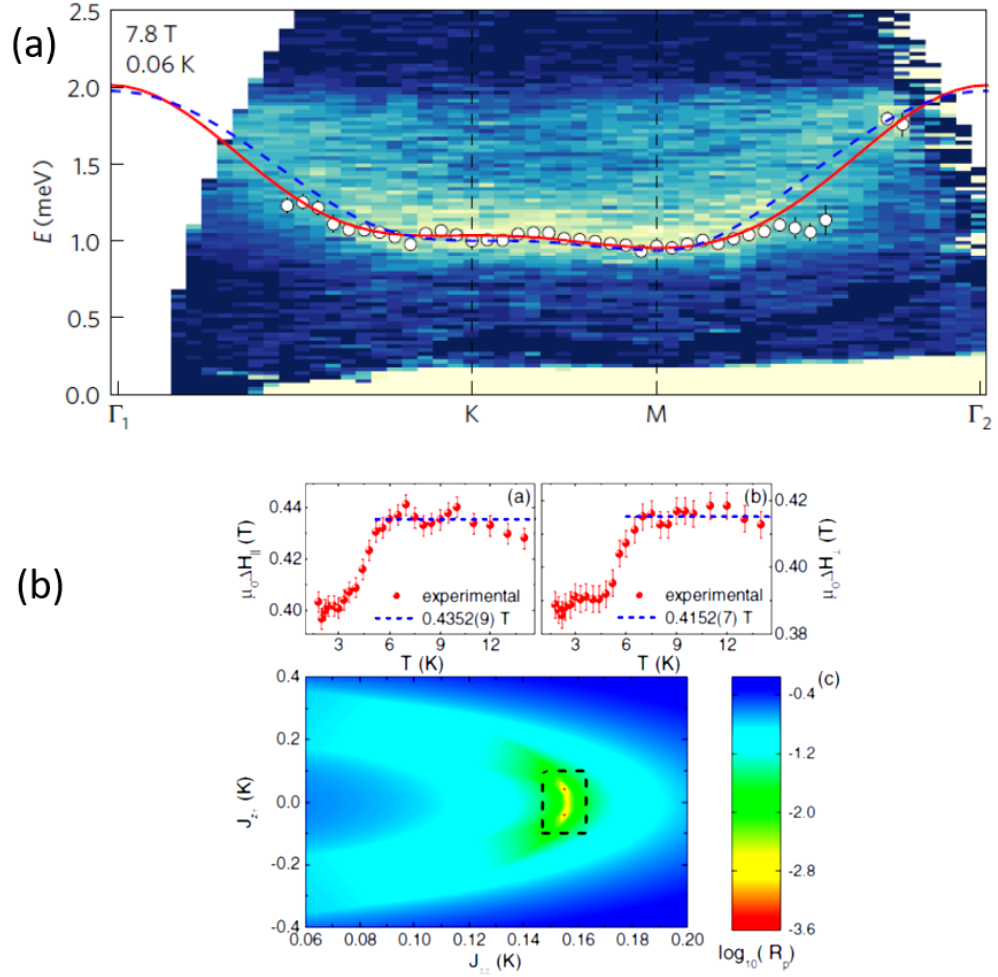 (a)
7.8 T
0.06 K
E (meV)
2.5
2.0
1.5
1.0
0.5
0.0
Γ₁
K
M
Γ₂
(b)
(a)
μ₀ΔH∥ (T)
0.44
0.42
0.40
experimental
0.4352(9) T
3 6 9 12
T (K)
(b)
μ₀ΔH⊥ (T)
0.42
0.40
0.38
experimental
0.4152(7) T
3 6 9 12
T (K)
(c)
J (K)
0.4
0.2
0.0
-0.2
-0.4
0.06 0.08 0.10 0.12 0.14 0.16 0.18 0.20
J (K)
-0.4
-1.2
-2.0
-2.8
-3.6
log₁₀(Rₚ)